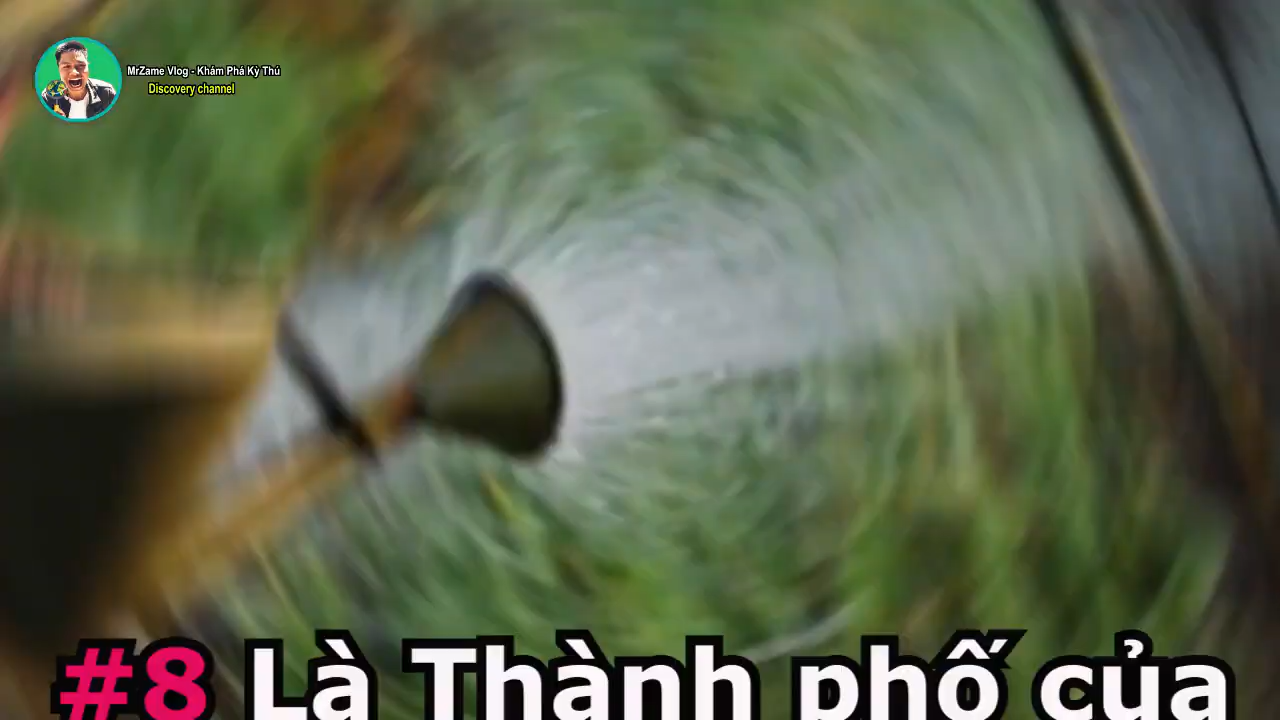 MrZame Vlog - Khám Phá Kỳ Thú
Discovery channel
#8 Là Thành phố của